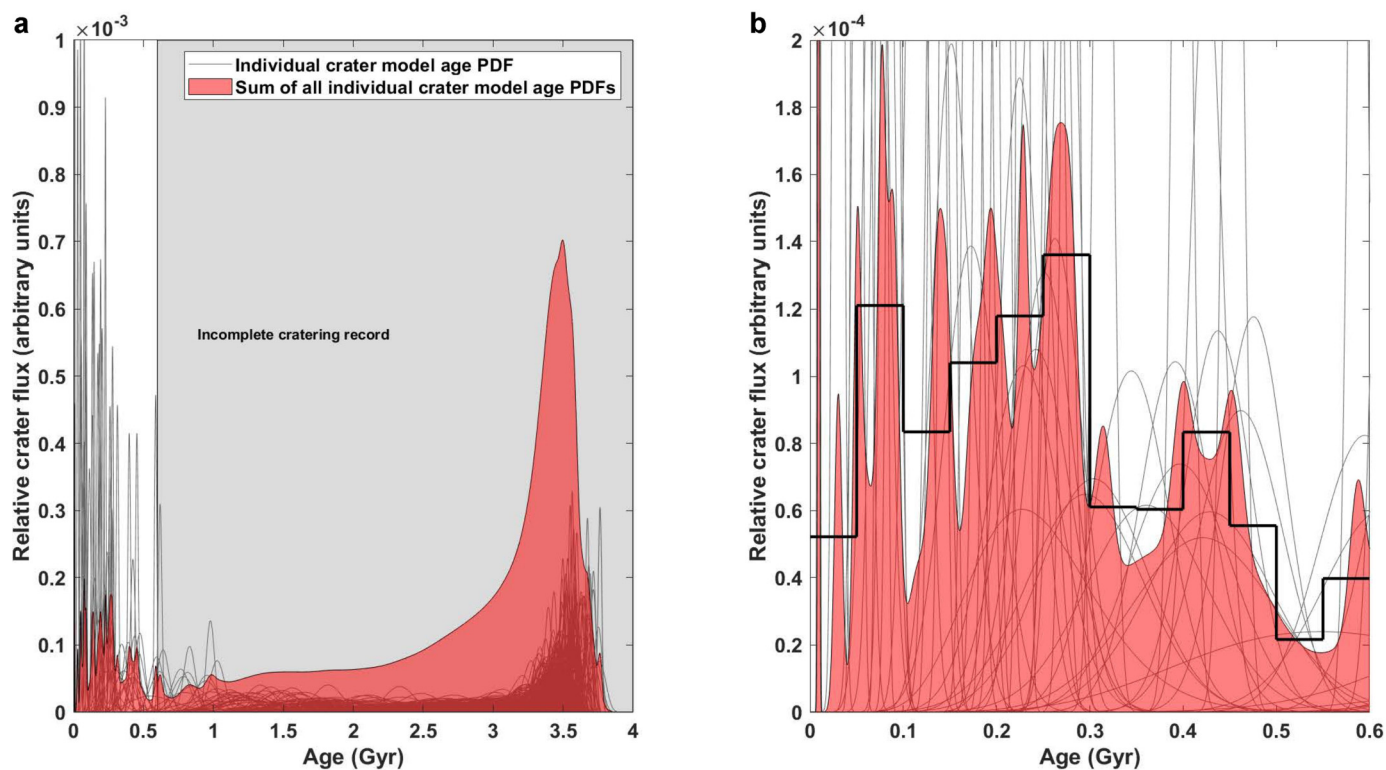 a
×10⁻³
1
0.9
0.8
0.7
0.6
0.5
0.4
0.3
0.2
0.1
0
Relative crater flux (arbitrary units)
Individual crater model age PDF
Sum of all individual crater model age PDFs
Incomplete cratering record
0 0.5 1 1.5 2 2.5 3 3.5 4
Age (Gyr)
b
×10⁻⁴
2
1.8
1.6
1.4
1.2
1
0.8
0.6
0.4
0.2
0
Relative crater flux (arbitrary units)
0 0.1 0.2 0.3 0.4 0.5 0.6
Age (Gyr)